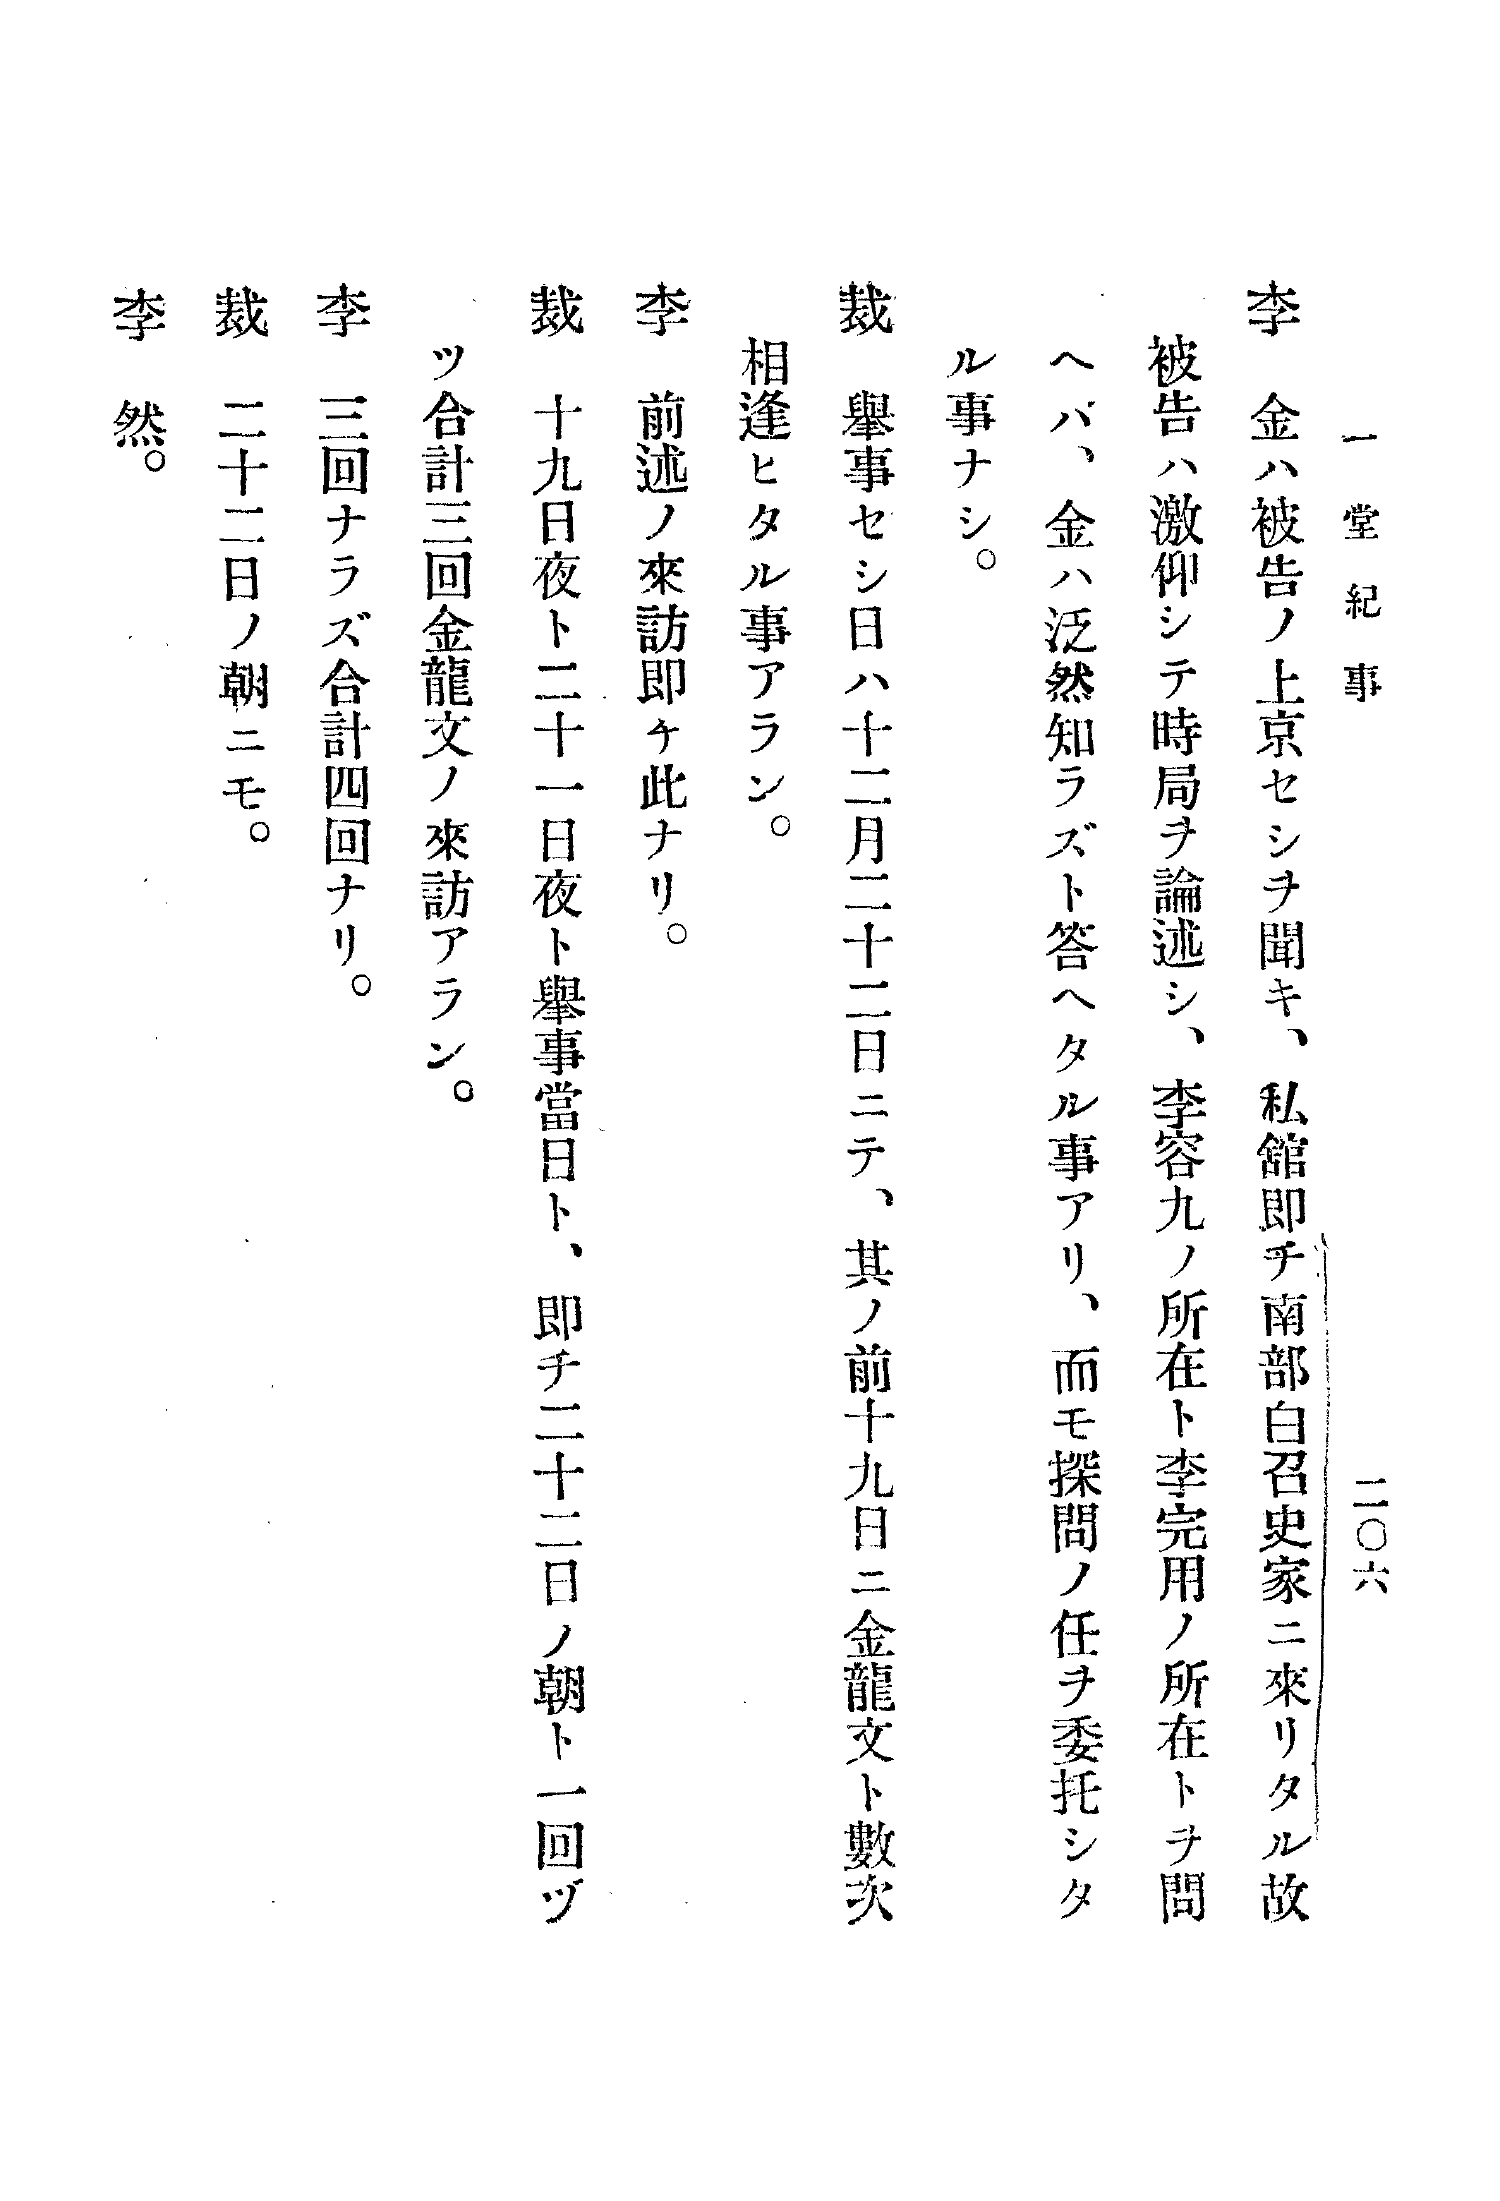 一堂紀事
二〇六
李　金ハ被告ノ上京セシヲ聞キ、私館即チ南部白召史家ニ來リタル故
被告ハ激仰シテ時局ヲ論述シ、李容九ノ所在ト李完用ノ所在トヲ問
ヘバ、金ハ泛然知ラズト答ヘタル事アリ、而モ探問ノ任ヲ委托シタ
ル事ナシ。
裁　擧事セシ日ハ十二月二十二日ニテ、其ノ前十九日ニ金龍文ト數次
相逢ヒタル事アラン。
李　前述ノ來訪即チ此ナリ。
裁　十九日夜ト二十一日夜ト擧事當日ト、即チ二十二日ノ朝ト一回ヅ
ツ合計三回金龍文ノ來訪アラン。
李　三回ナラズ合計四回ナリ。
裁　二十二日ノ朝ニモ。
李　然。